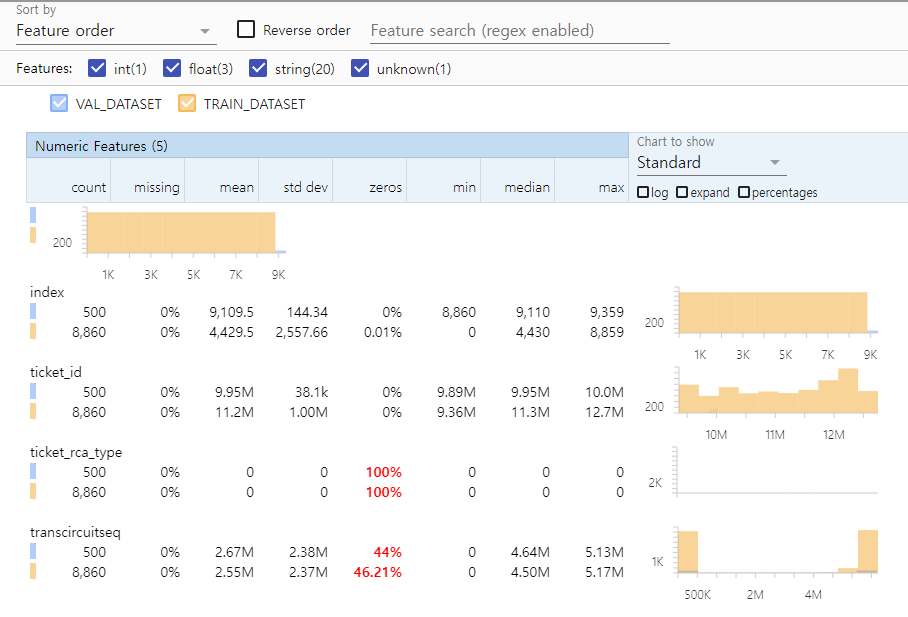 Sort by
Feature order Reverse order Feature search (regex enabled)
Features: int(1) float(3) string(20) unknown(1)
VAL_DATASET TRAIN_DATASET
Numeric Features (5) Chart to show
Standard
count missing mean std dev zeros min median max
log expand percentages
200
1K 3K 5K 7K 9K
index
500 0% 9,109.5 144.34 0% 8,860 9,110 9,359
8,860 0% 4,429.5 2,557.66 0.01% 0 4,430 8,859
200
1K 3K 5K 7K 9K
ticket_id
500 0% 9.95M 38.1k 0% 9.89M 9.95M 10.0M
8,860 0% 11.2M 1.00M 0% 9.36M 11.3M 12.7M
200
10M 11M 12M
ticket_rca_type
500 0% 0 0 100% 0 0 0
8,860 0% 0 0 100% 0 0 0
2K
transcircuitseq
500 0% 2.67M 2.38M 44% 0 4.64M 5.13M
8,860 0% 2.55M 2.37M 46.21% 0 4.50M 5.17M
1K
500K 2M 4M